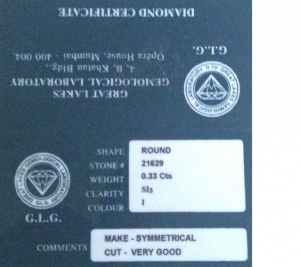 DIAMOND CERTIFICATE
G.L.G.
GREAT LAKES
GEMOLOGICAL LABORATORY
4, B, Khatau Bldg.,
Opera House, Mumbai - 400 004.
SHAPE ROUND
STONE # 21629
WEIGHT 0.33 Cts
CLARITY SI3
COLOUR I
G.L.G.
COMMENTS MAKE - SYMMETRICAL
CUT - VERY GOOD